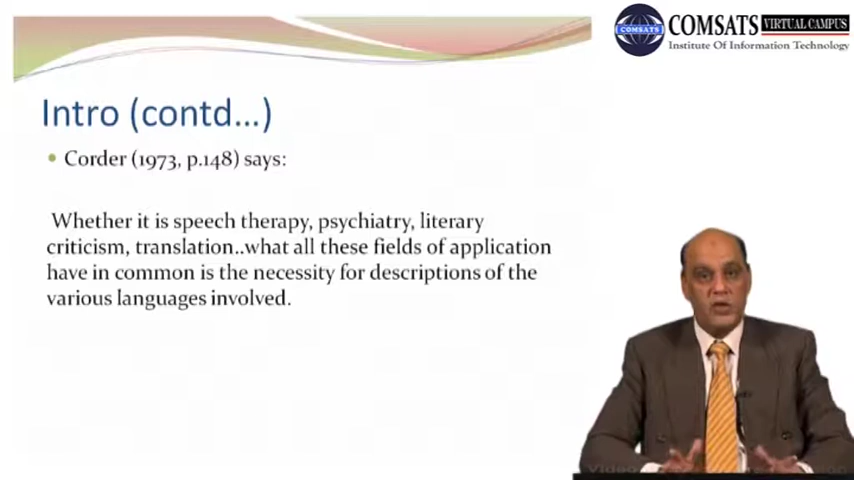 COMSATS VIRTUAL CAMPUS
COMSATS
Institute Of Information Technology
Intro (contd...)
Corder (1973, p.148) says:
Whether it is speech therapy, psychiatry, literary
criticism, translation..what all these fields of application
have in common is the necessity for descriptions of the
various languages involved.